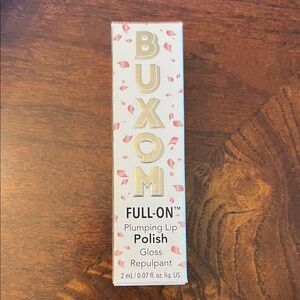 BUXOM
FULL-ON™
Plumping Lip
Polish
Gloss
Repulpant
2 mL / 0.07 fl. oz. liq. US.